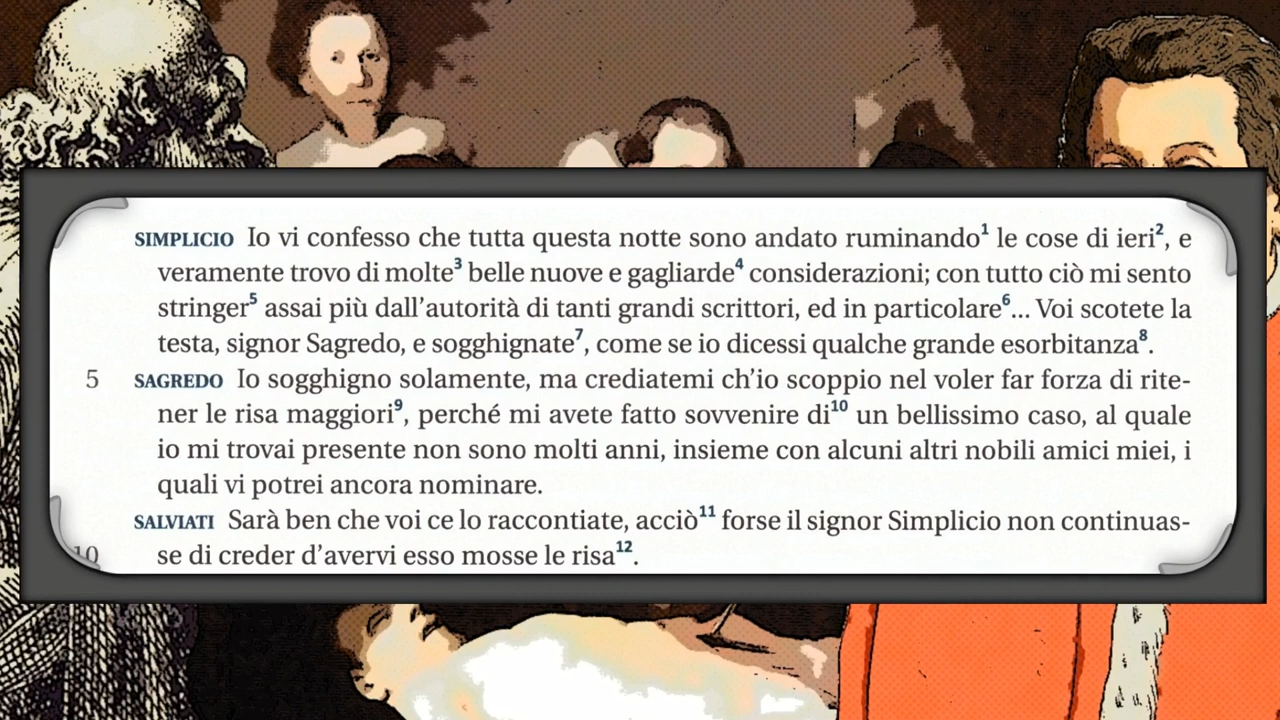 SIMPLICIO Io vi confesso che tutta questa notte sono andato ruminando¹ le cose di ieri², e
veramente trovo di molte³ belle nuove e gagliarde⁴ considerazioni; con tutto ciò mi sento
stringer⁵ assai più dall’autorità di tanti grandi scrittori, ed in particolare⁶... Voi scotete la
testa, signor Sagredo, e sogghignate⁷, come se io dicessi qualche grande esorbitanza⁸.
5 SAGREDO Io sogghigno solamente, ma crediatemi ch’io scoppio nel voler far forza di rite-
ner le risa maggiori⁹, perché mi avete fatto sovvenire di¹⁰ un bellissimo caso, al quale
io mi trovai presente non sono molti anni, insieme con alcuni altri nobili amici miei, i
quali vi potrei ancora nominare.
SALVIATI Sarà ben che voi ce lo raccontiate, acciò¹¹ forse il signor Simplicio non continuas-
10 se di creder d’avervi esso mosse le risa¹².